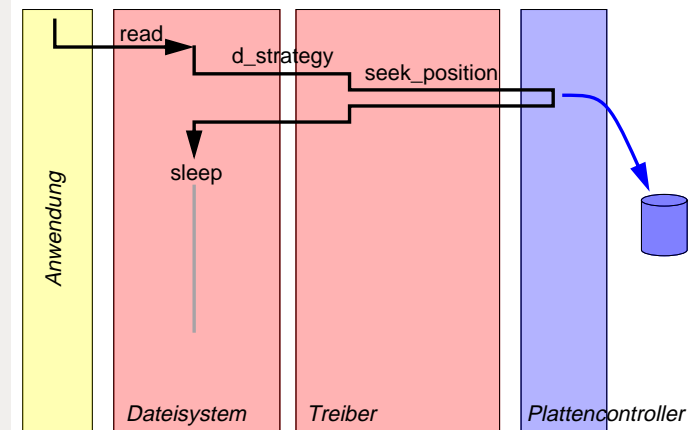 read
d_strategy
seek_position
sleep
Anwendung
Dateisystem
Treiber
Plattencontroller